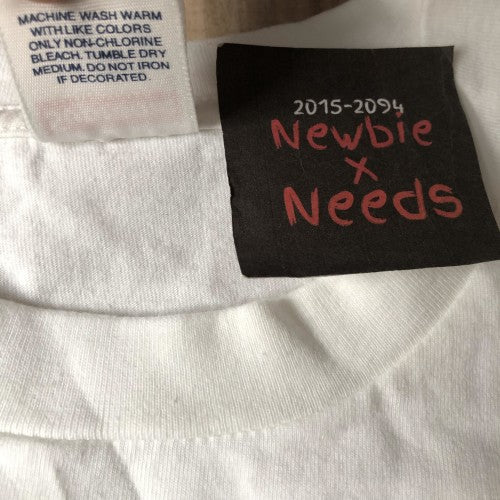 MACHINE WASH WARM
WITH LIKE COLORS
ONLY NON-CHLORINE
BLEACH. TUMBLE DRY
MEDIUM. DO NOT IRON
IF DECORATED.
2015-2094
Newbie
x
Needs